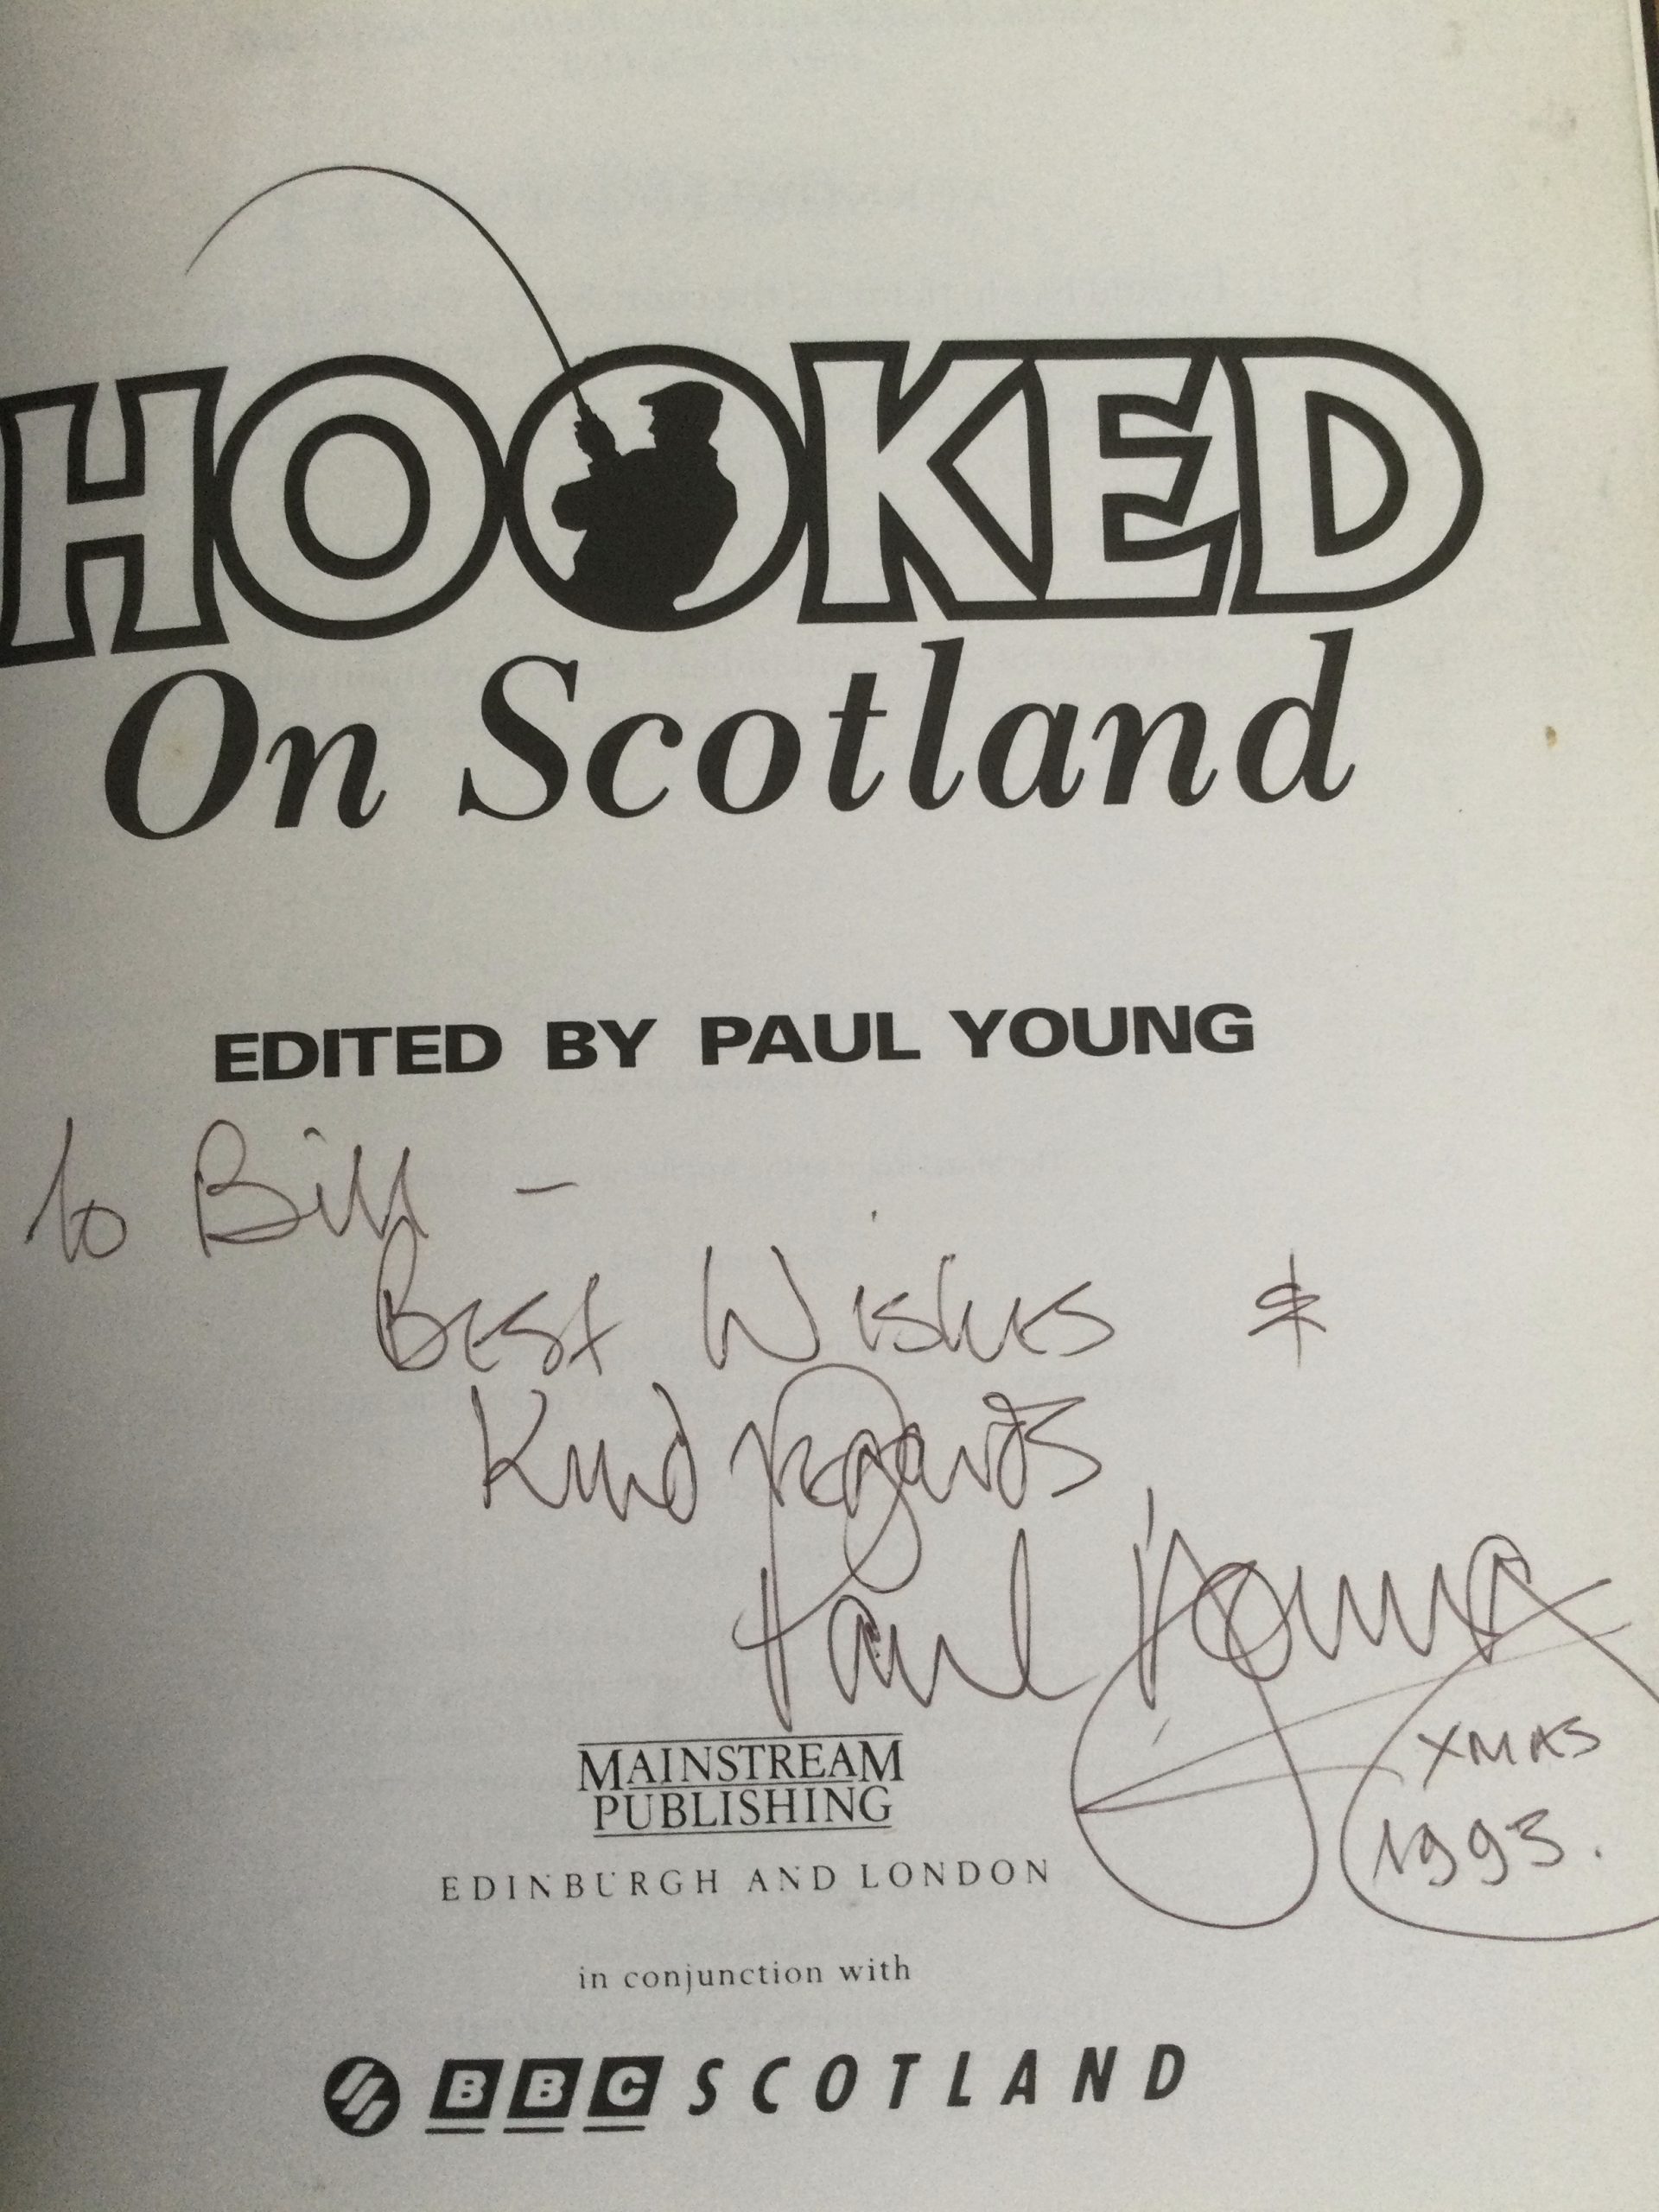 HOOKED
On Scotland
EDITED BY PAUL YOUNG
To Bill -
Best Wishes &
Kind regards
Paul Young
XMAS
1993.
MAINSTREAM
PUBLISHING
EDINBURGH AND LONDON
in conjunction with
BBC SCOTLAND